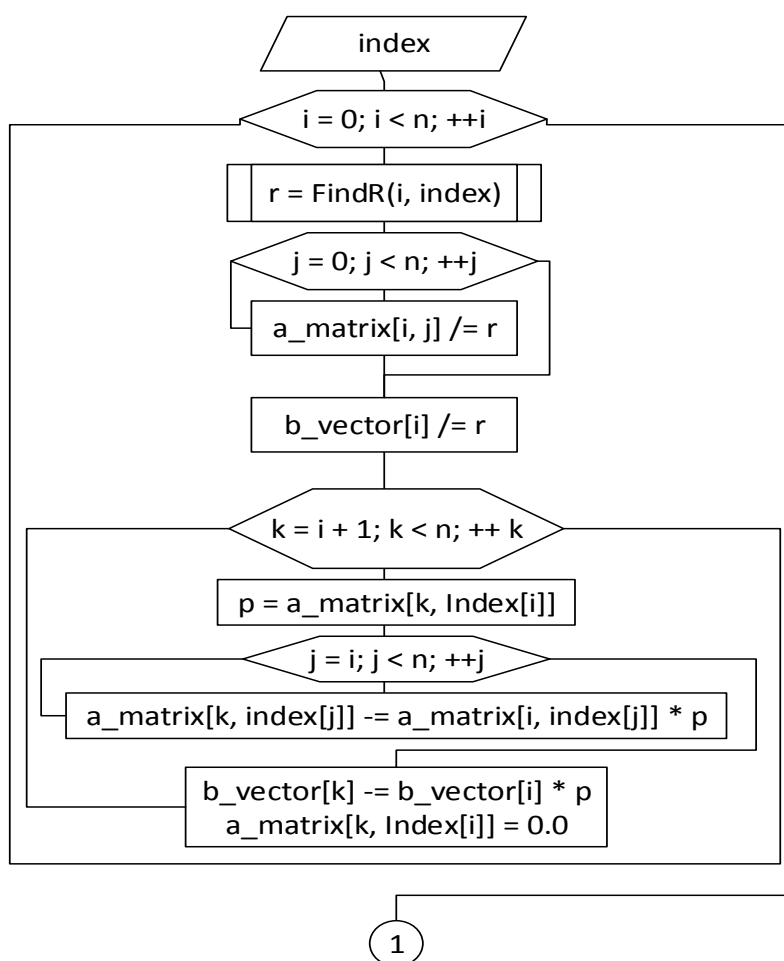 index
i = 0; i < n; ++i
r = FindR(i, index)
j = 0; j < n; ++j
a_matrix[i, j] /= r
b_vector[i] /= r
k = i + 1; k < n; ++ k
p = a_matrix[k, Index[i]]
j = i; j < n; ++j
a_matrix[k, index[j]] -= a_matrix[i, index[j]] * p
b_vector[k] -= b_vector[i] * p
a_matrix[k, Index[i]] = 0.0
1